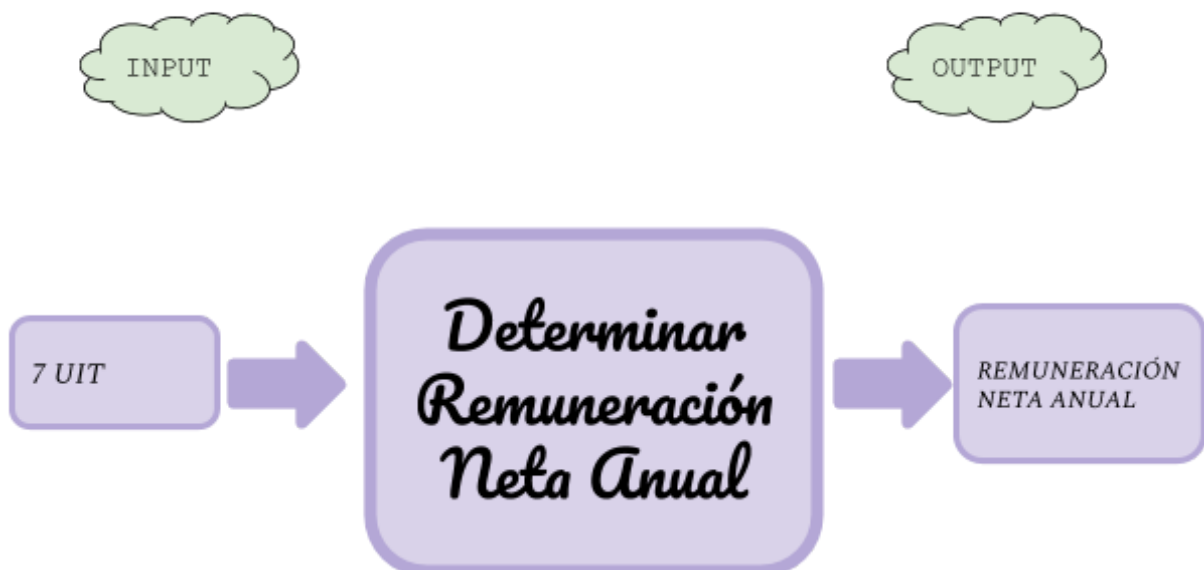 INPUT
OUTPUT
7 UIT
Determinar
Remuneración
Neta Anual
REMUNERACIÓN
NETA ANUAL